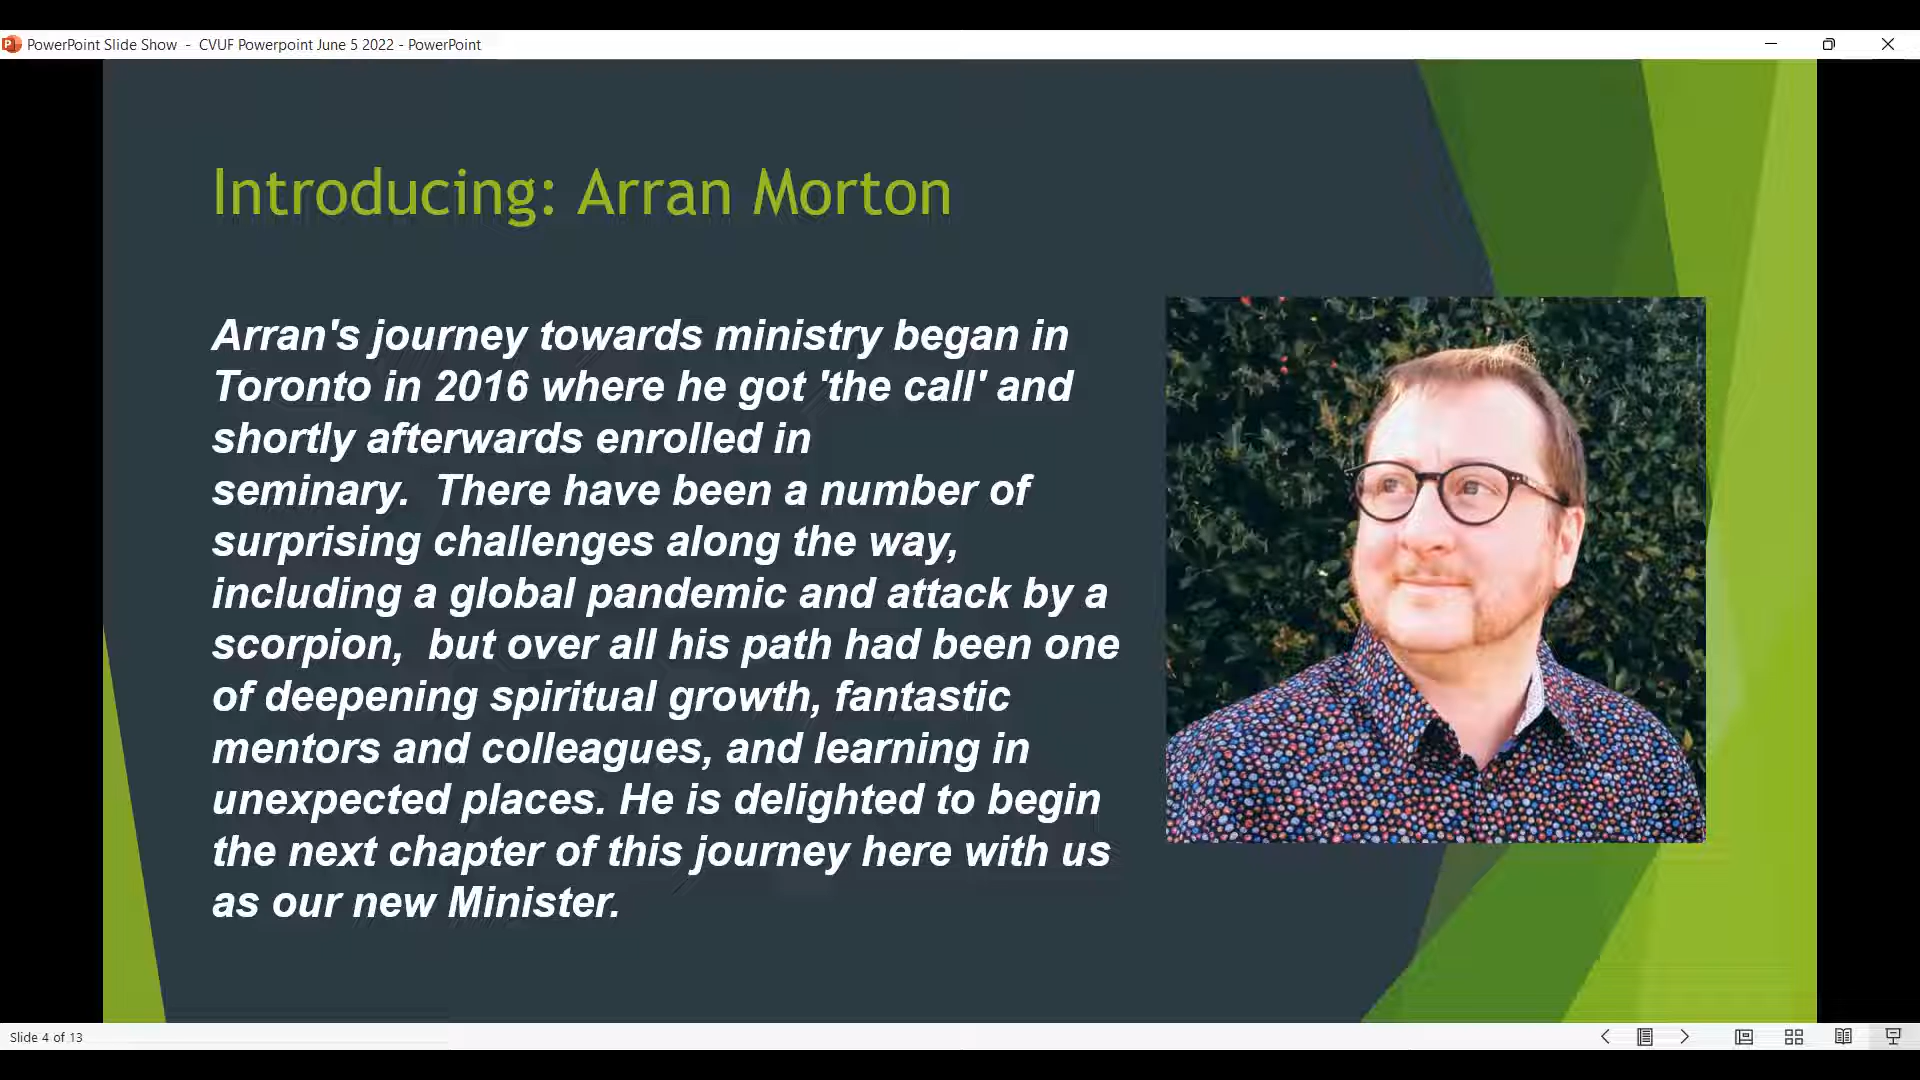 PowerPoint Slide Show - CVUF Powerpoint June 5 2022 - PowerPoint
Introducing: Arran Morton
Arran's journey towards ministry began in
Toronto in 2016 where he got 'the call' and
shortly afterwards enrolled in
seminary.  There have been a number of
surprising challenges along the way,
including a global pandemic and attack by a
scorpion,  but over all his path had been one
of deepening spiritual growth, fantastic
mentors and colleagues, and learning in
unexpected places. He is delighted to begin
the next chapter of this journey here with us
as our new Minister.
Slide 4 of 13